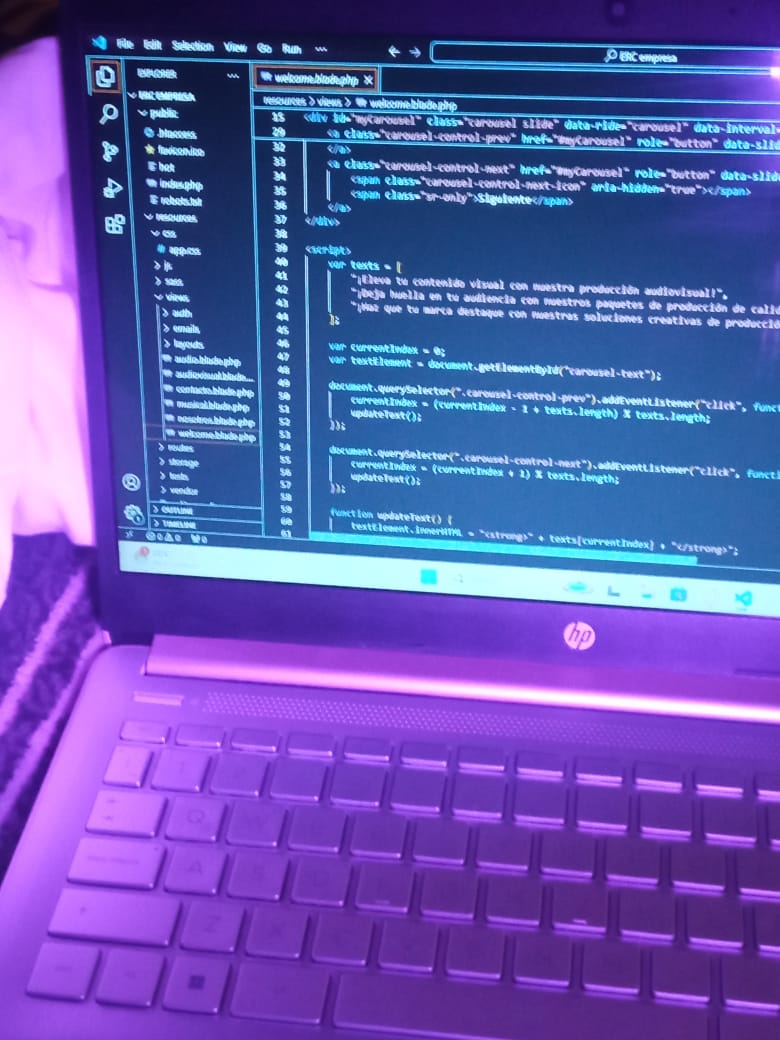 File Edit Selection View Go Run
ERC empresa
EXPLORER
welcome.blade.php
ERC EMPRESA
resources > views > welcome.blade.php
public
.htaccess
favicon.ico
hot
index.php
robots.txt
resources
css
app.css
js
sass
views
auth
emails
layouts
audio.blade.php
audiovisual.blade...
contacto.blade.php
musical.blade.php
nosotros.blade.php
welcome.blade.php
routes
storage
tests
vendor
OUTLINE
TIMELINE
15 <div id="myCarousel" class="carousel slide" data-ride="carousel" data-interval=
29 <a class="carousel-control-prev" href="#myCarousel" role="button" data-slid
32 </a>
33 <a class="carousel-control-next" href="#myCarousel" role="button" data-slide
34 <span class="carousel-control-next-icon" aria-hidden="true"></span>
35 <span class="sr-only">Siguiente</span>
36 </a>
37 </div>
38
39 <script>
40 var texts = [
41 "¡Eleva tu contenido visual con nuestra producción audiovisual!",
42 "¡Deja huella en tu audiencia con nuestros paquetes de producción de calid
43 "¡Haz que tu marca destaque con nuestras soluciones creativas de producció
44 ];
45
46 var currentIndex = 0;
47 var textElement = document.getElementById("carousel-text");
48
49 document.querySelector(".carousel-control-prev").addEventListener("click", funct
50 currentIndex = (currentIndex - 1 + texts.length) % texts.length;
51 updateText();
52 });
53
54 document.querySelector(".carousel-control-next").addEventListener("click", funct
55 currentIndex = (currentIndex + 1) % texts.length;
56 updateText();
57 });
58
59 function updateText() {
60 textElement.innerHTML = "<strong>" + texts[currentIndex] + "</strong>";
61
hp
Q
A
Z